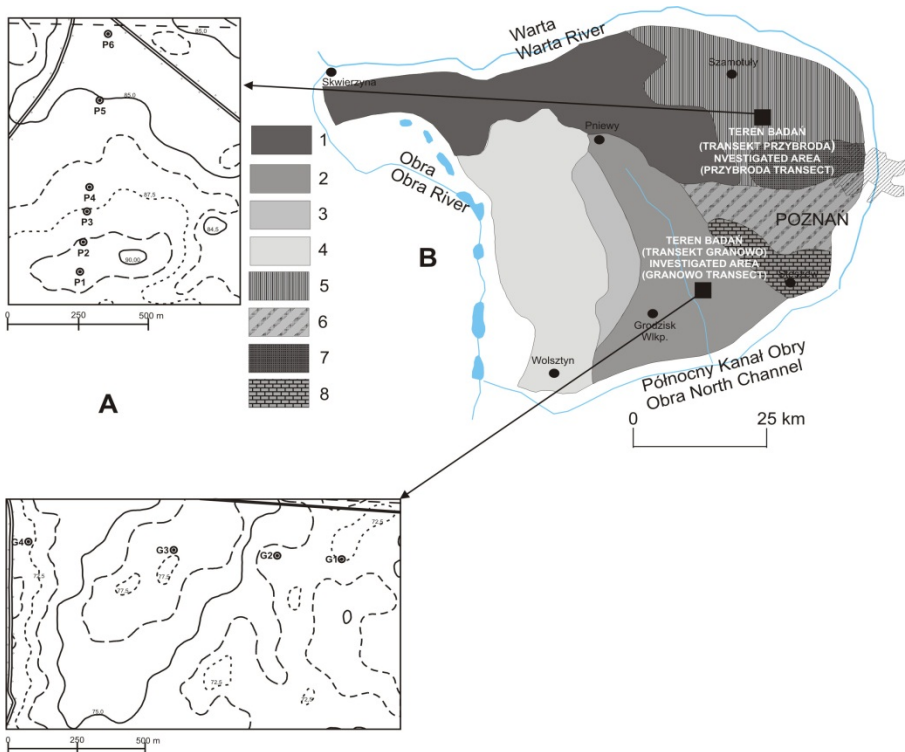 85.0
P6
85.0
P5
P4
87.5
P3
84.5
P2
90.00
P1
0 250 500 m
A
1
2
3
4
5
6
7
8
B
Warta
Warta River
Skwierzyna
Szamotuły
Pniewy
TEREN BADAŃ
(TRANSEKT PRZYBRODA)
NVESTIGATED AREA
(PRZYBRODA TRANSECT)
Obra
Obra River
POZNAŃ
TEREN BADAŃ
(TRANSEKT GRANOWO)
INVESTIGATED AREA
(GRANOWO TRANSECT)
Grodzisk
Wlkp.
Wolsztyn
Północny Kanał Obry
Obra North Channel
0 25 km
72.5
G4
G3
G2
G1
77.5
77.5
72.5
72.5
75.0
0 250 500 m